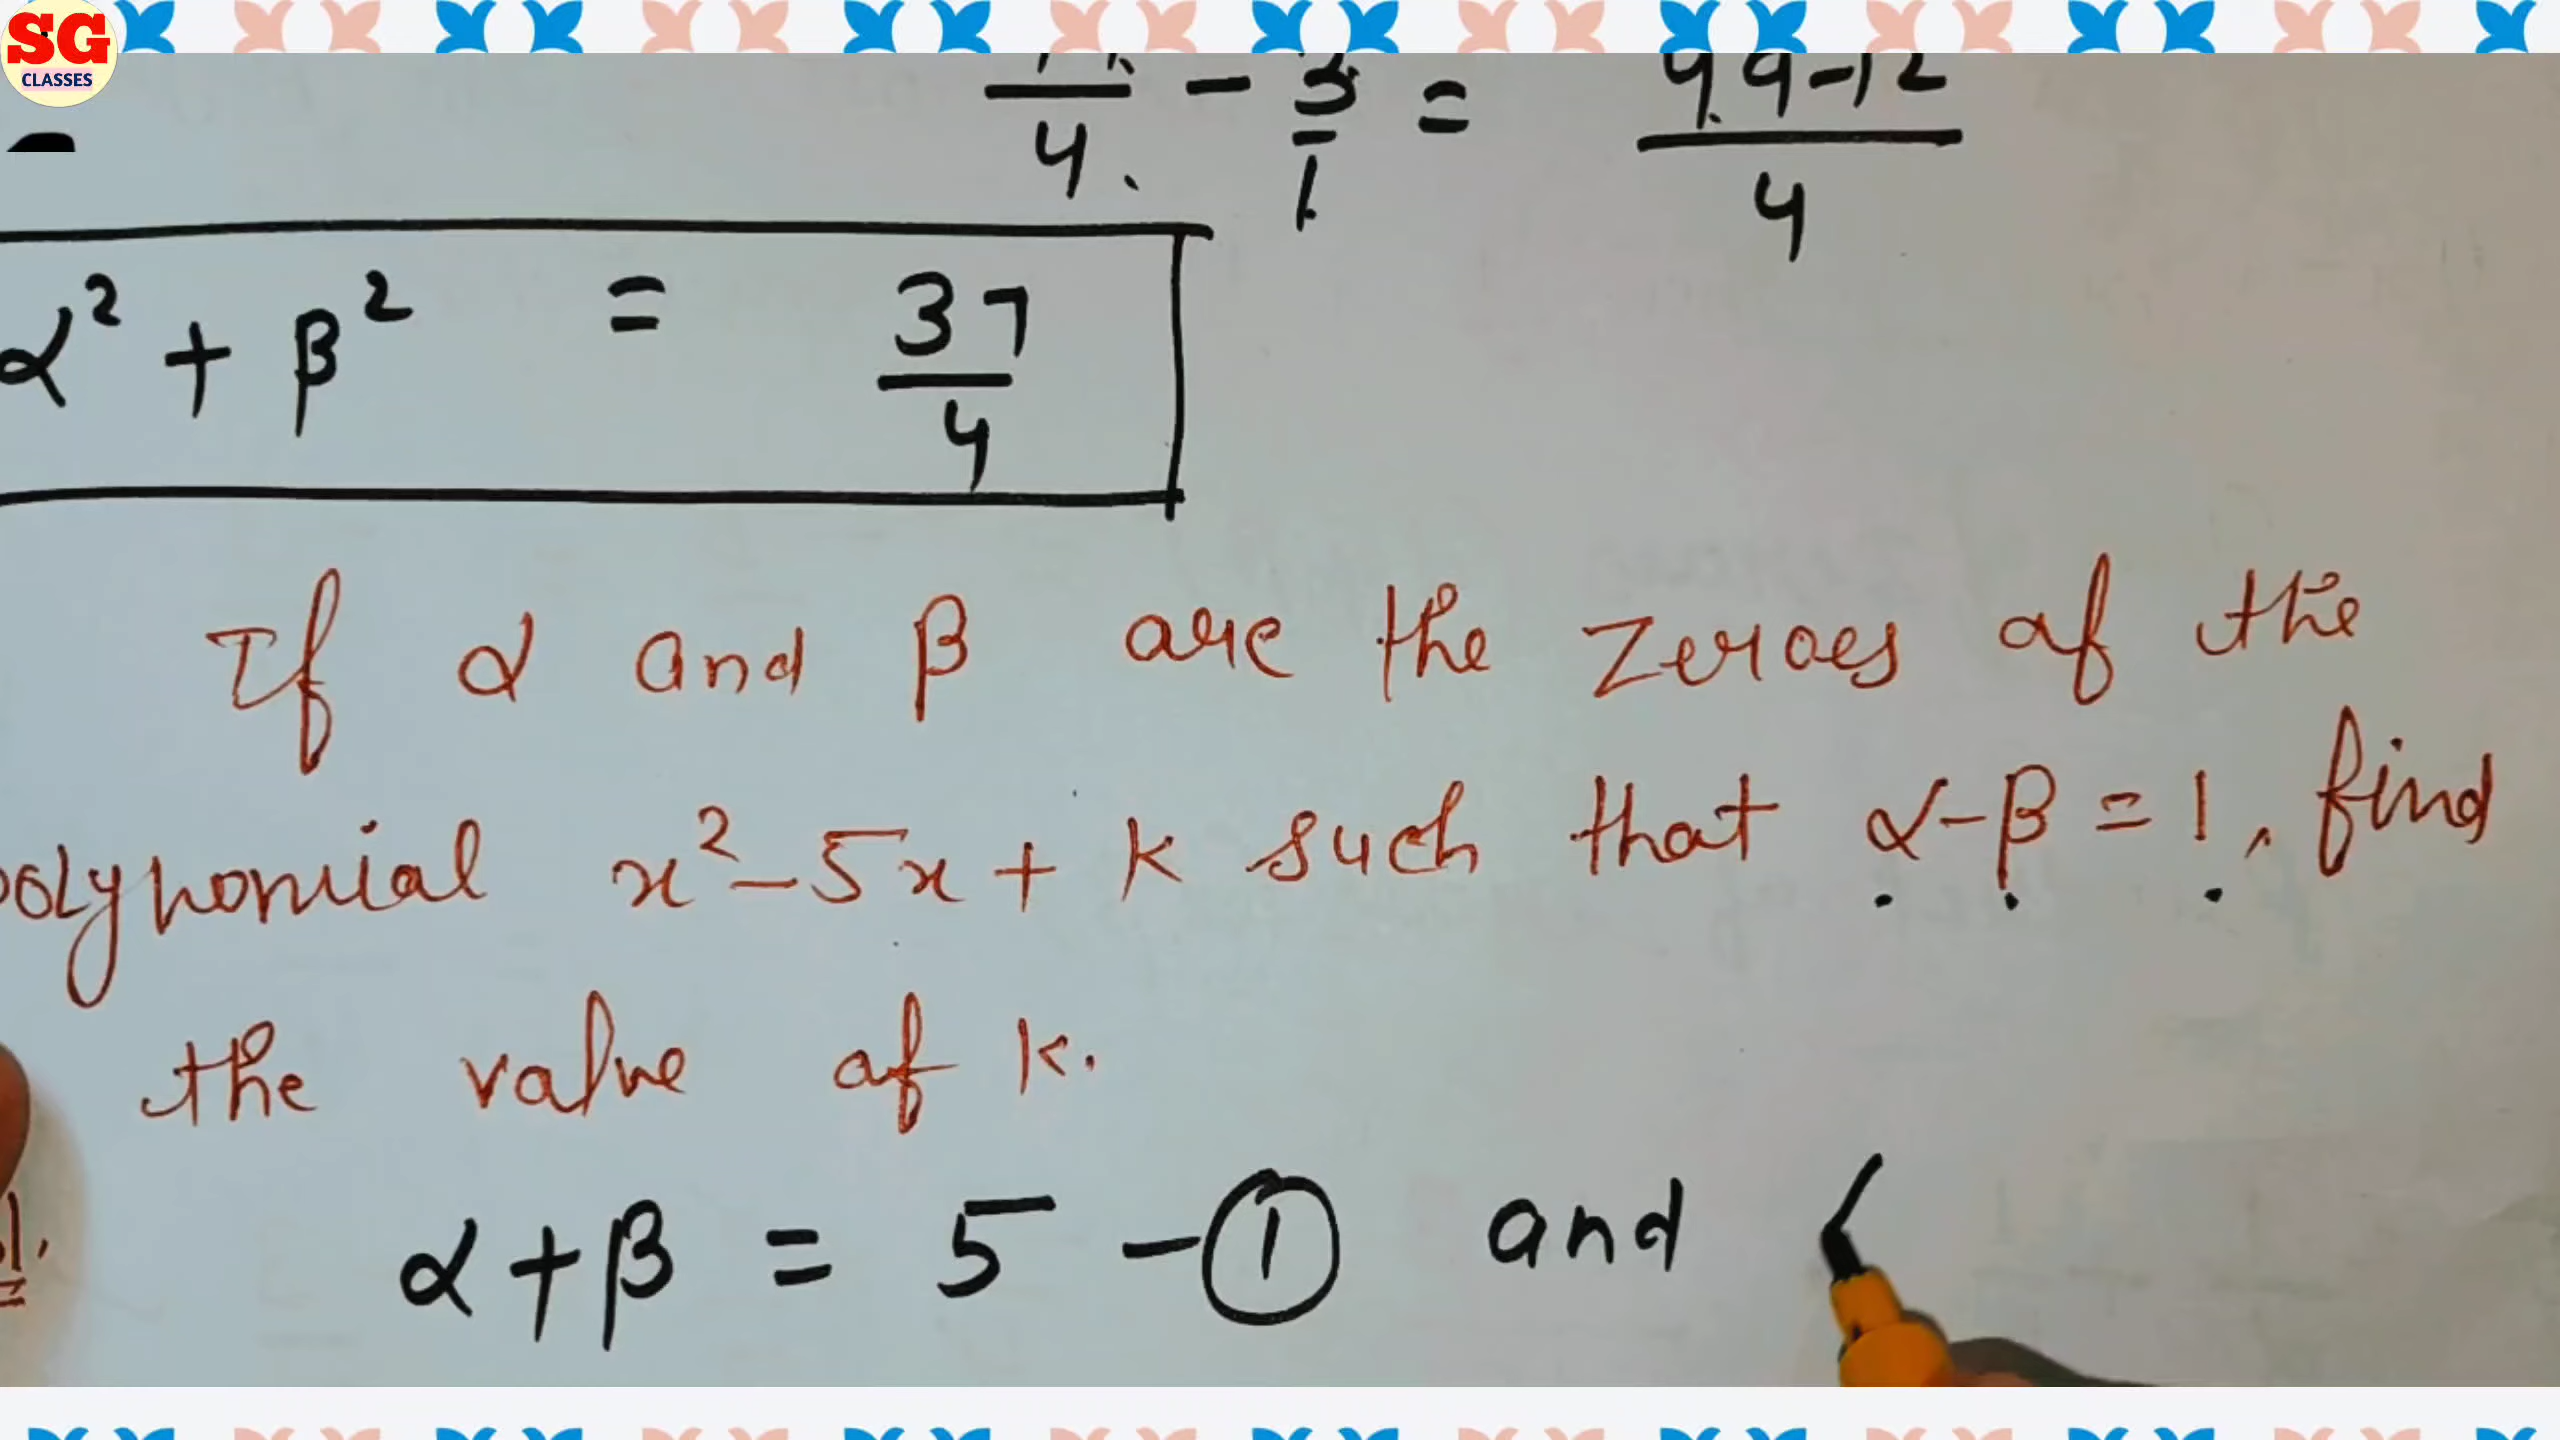 SG
CLASSES
/4 - 3/1 = 49-12/4
α² + β² = 37/4
If α and β are the zeroes of the
polynomial x²-5x+k such that α-β=1, find
the value of k.
α+β = 5 -① and